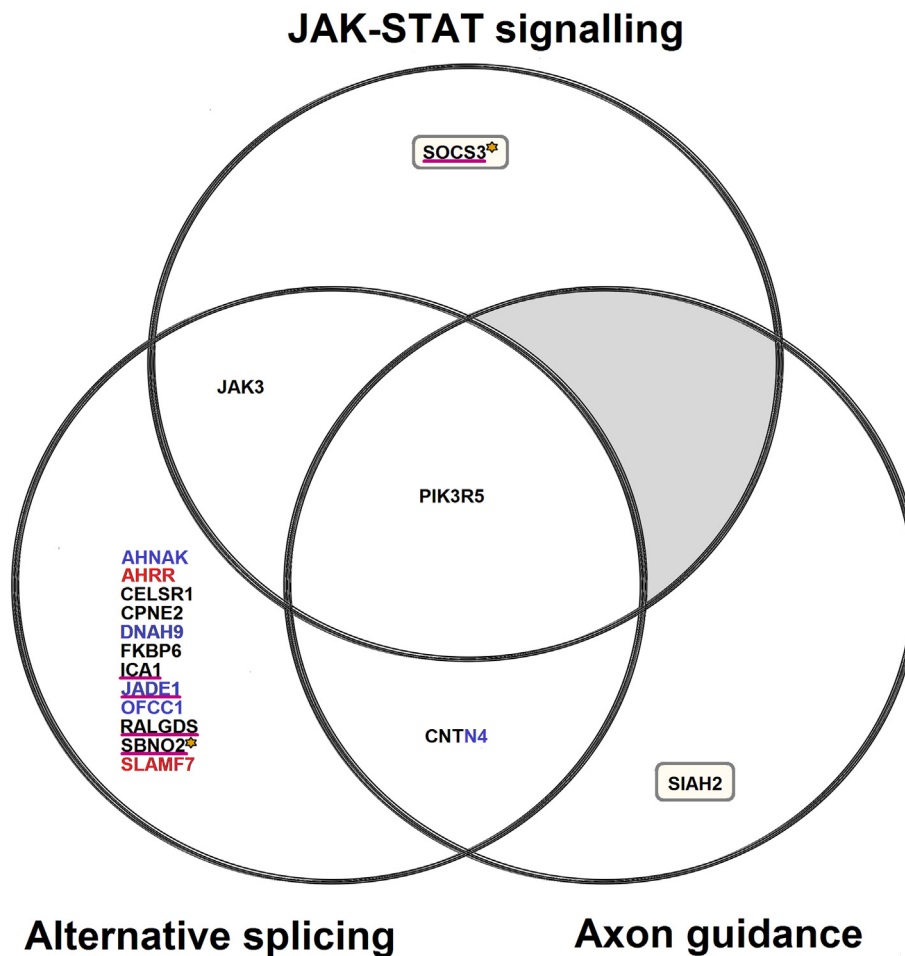 JAK-STAT signalling
SOCS3
JAK3
PIK3R5
AHNAK
AHRR
CELSR1
CPNE2
DNAH9
FKBP6
ICA1
JADE1
OFCC1
RALGDS
SBNO2
SLAMF7
CNTN4
SIAH2
Alternative splicing
Axon guidance